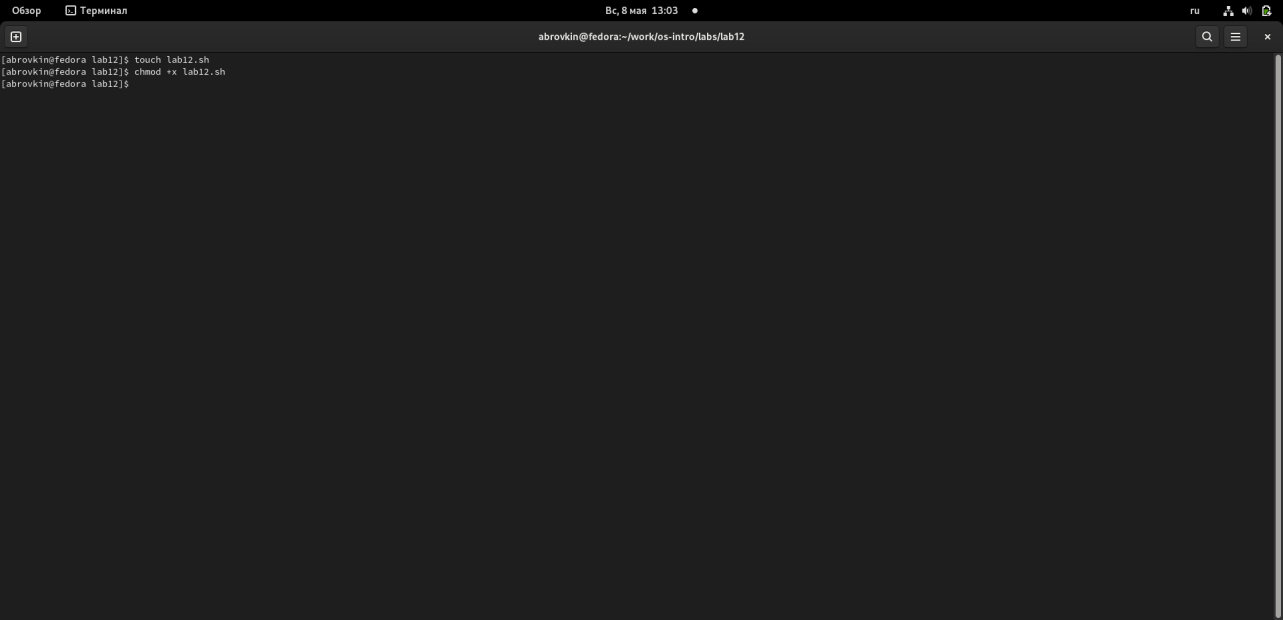 Обзор Терминал Вс, 8 мая 13:03 ru
abrovkin@fedora:~/work/os-intro/labs/lab12
[abrovkin@fedora lab12]$ touch lab12.sh
[abrovkin@fedora lab12]$ chmod +x lab12.sh
[abrovkin@fedora lab12]$